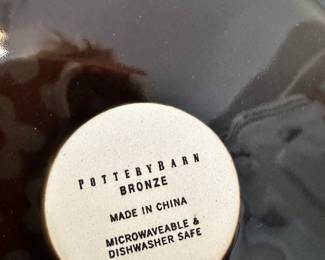 POTTERYBARN
BRONZE
MADE IN CHINA
MICROWAVEABLE &
DISHWASHER SAFE